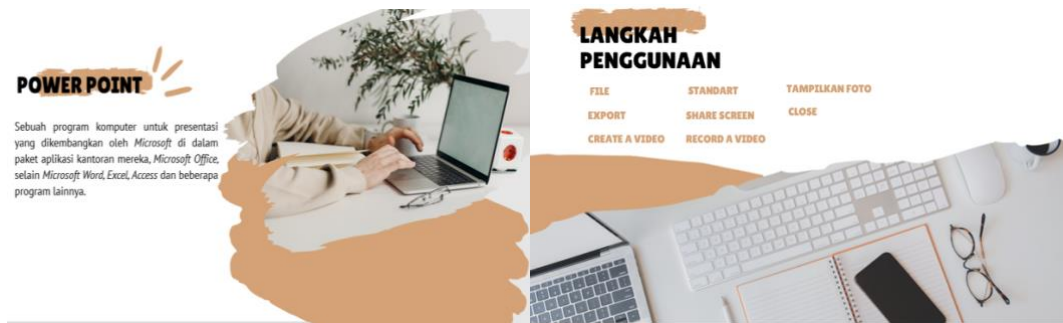 POWER POINT
Sebuah program komputer untuk presentasi
yang dikembangkan oleh Microsoft di dalam
paket aplikasi kantoran mereka, Microsoft Office,
selain Microsoft Word, Excel, Access dan beberapa
program lainnya.
LANGKAH
PENGGUNAAN
FILE
EXPORT
CREATE A VIDEO
STANDART
SHARE SCREEN
RECORD A VIDEO
TAMPILKAN FOTO
CLOSE